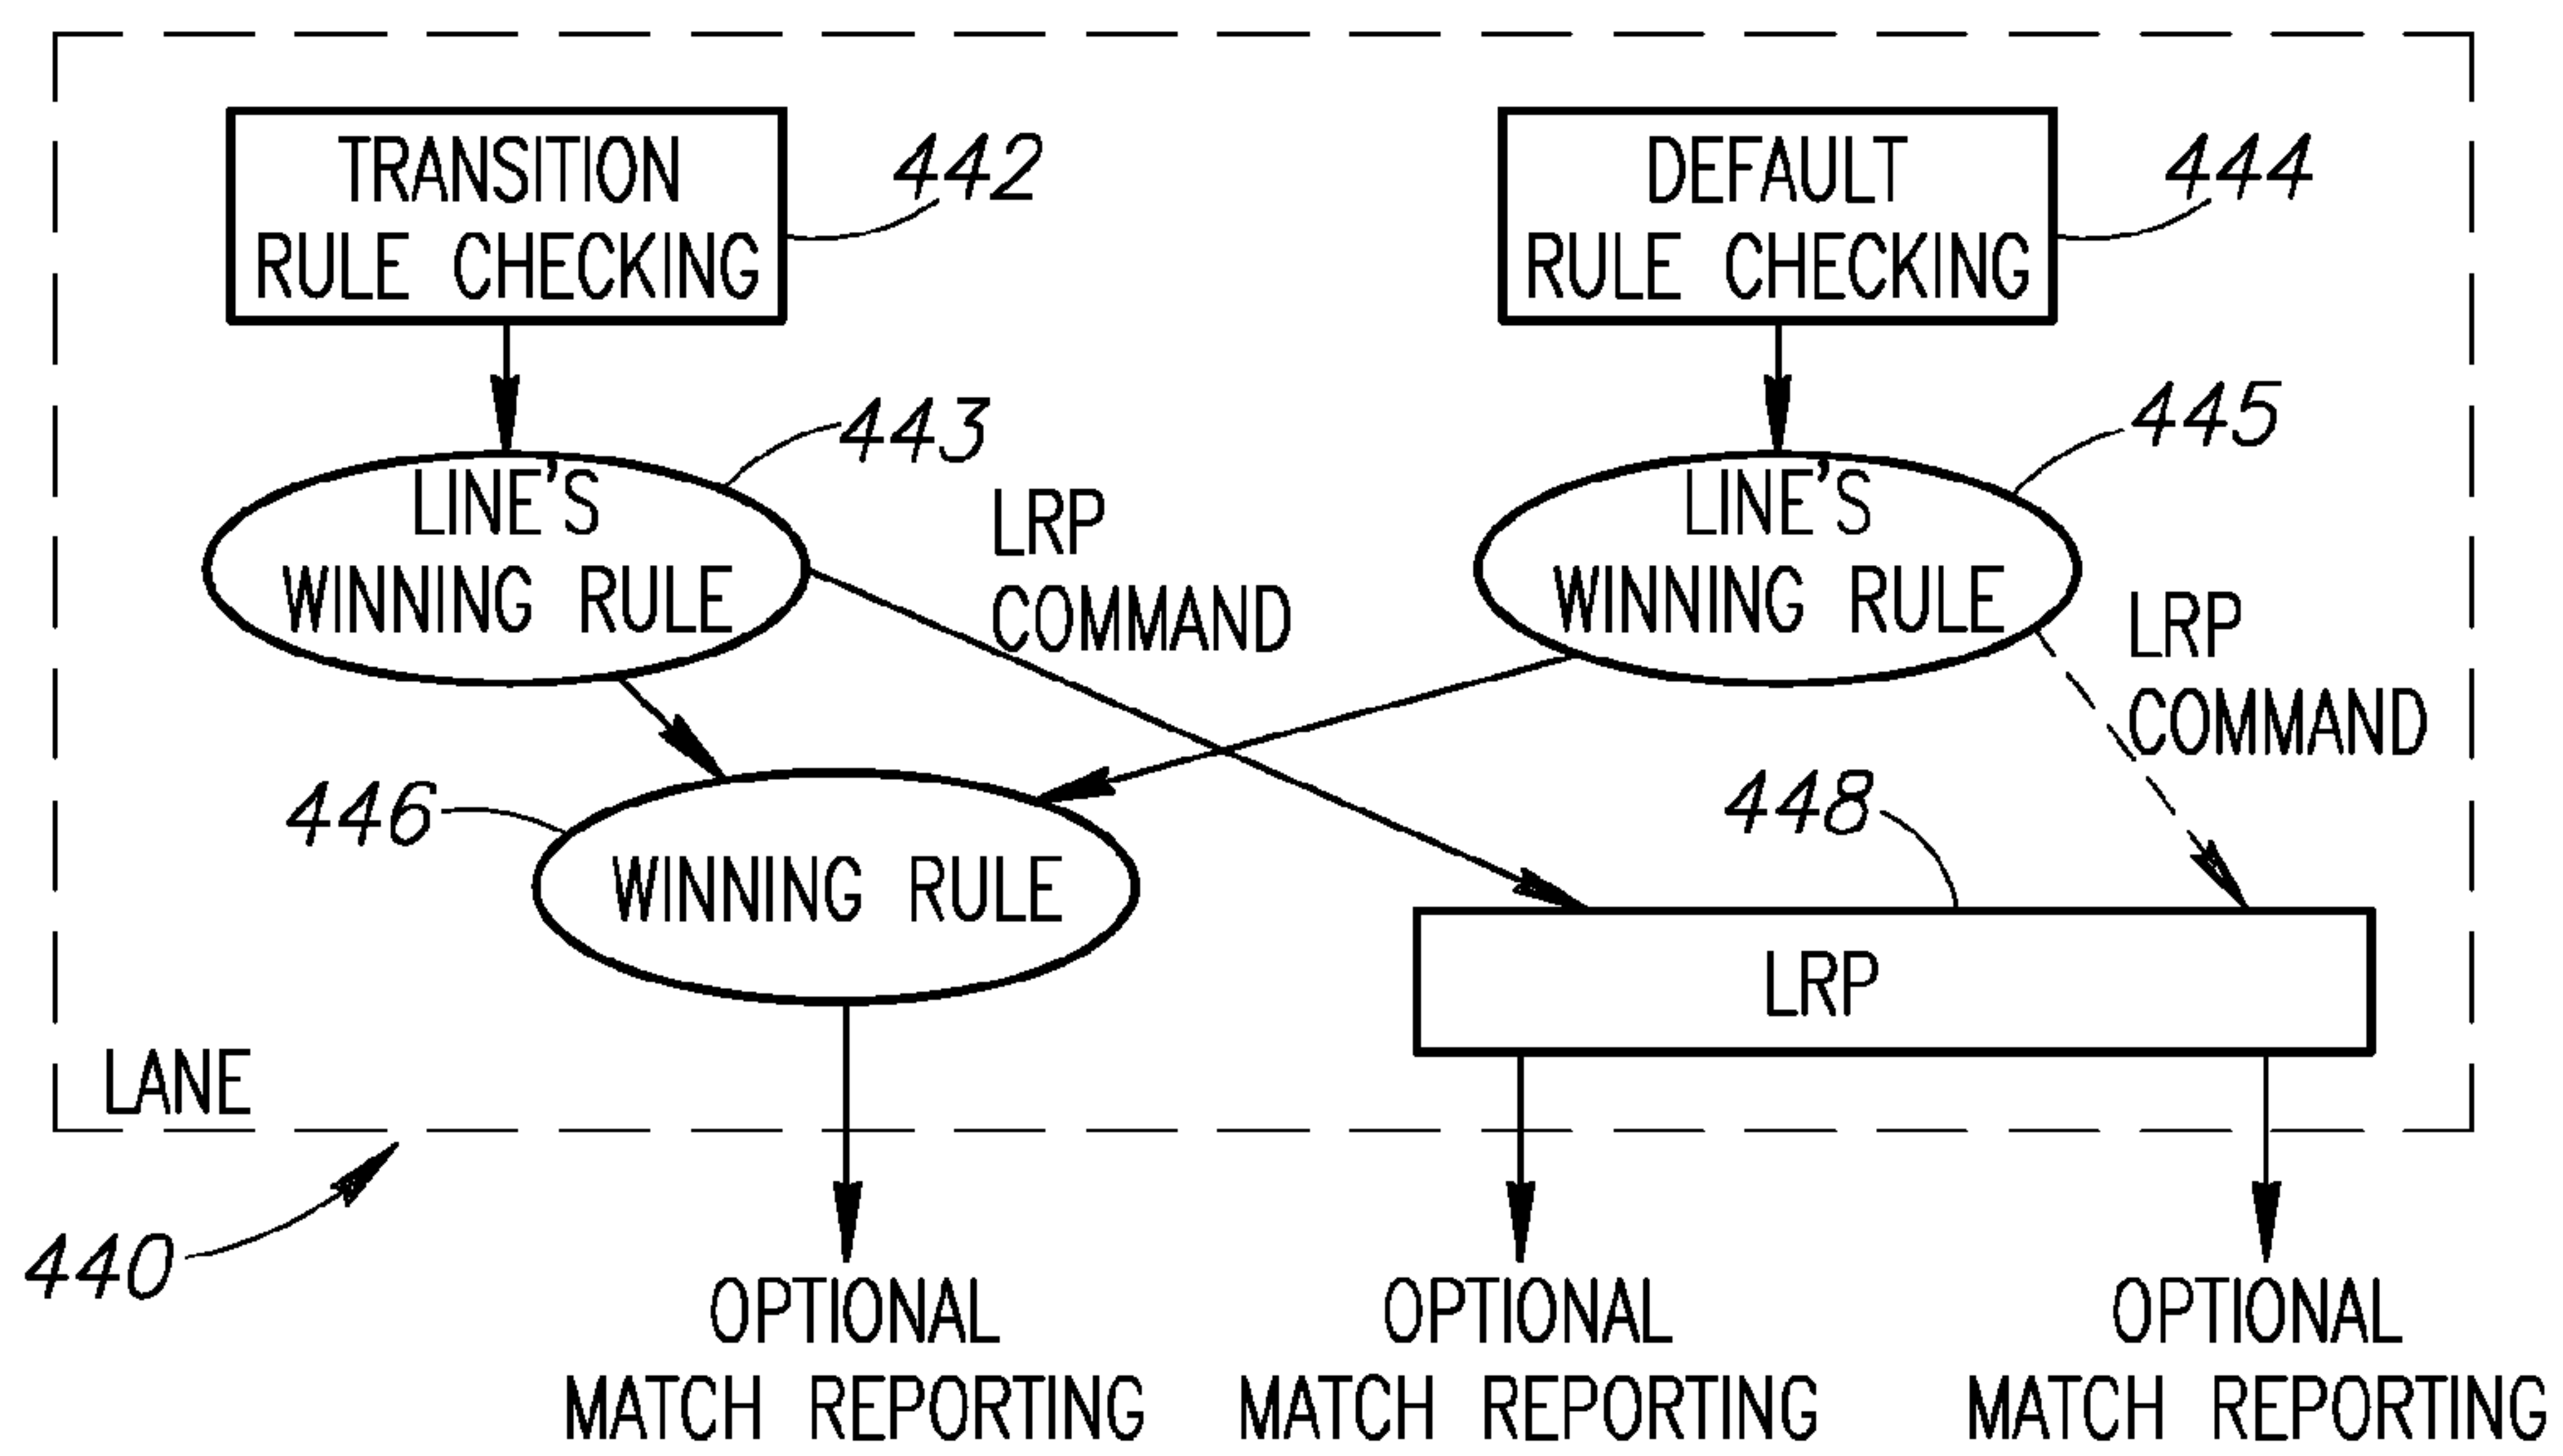 TRANSITION
RULE CHECKING
442
DEFAULT
RULE CHECKING
444
443
LINE'S
WINNING RULE
LRP
COMMAND
445
LINE'S
WINNING RULE
LRP
COMMAND
446
WINNING RULE
448
LRP
LANE
440
OPTIONAL
MATCH REPORTING
OPTIONAL
MATCH REPORTING
OPTIONAL
MATCH REPORTING